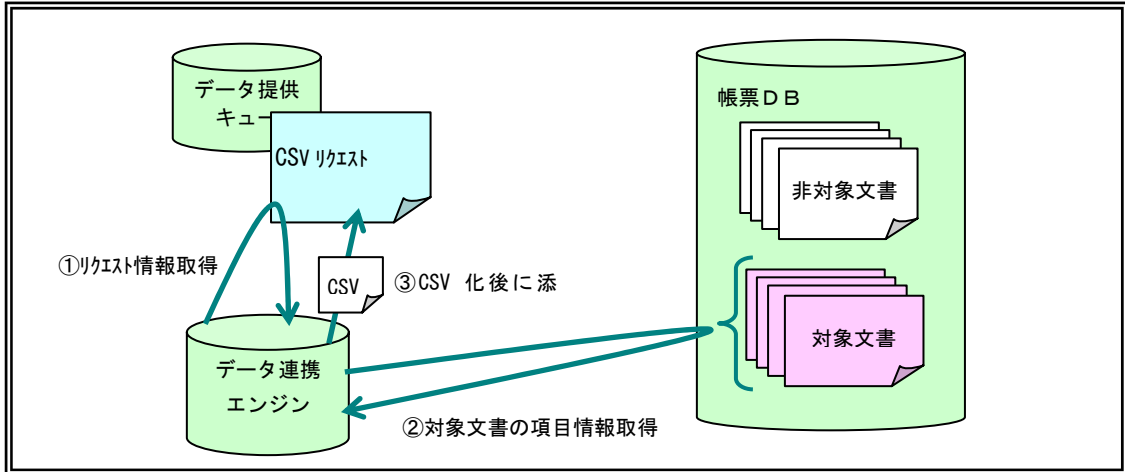 データ提供
キュー
CSV ﾘｸｴｽﾄ
帳票ＤＢ
非対象文書
①ﾘｸｴｽﾄ情報取得
CSV
③CSV 化後に添
対象文書
データ連携
エンジン
②対象文書の項目情報取得